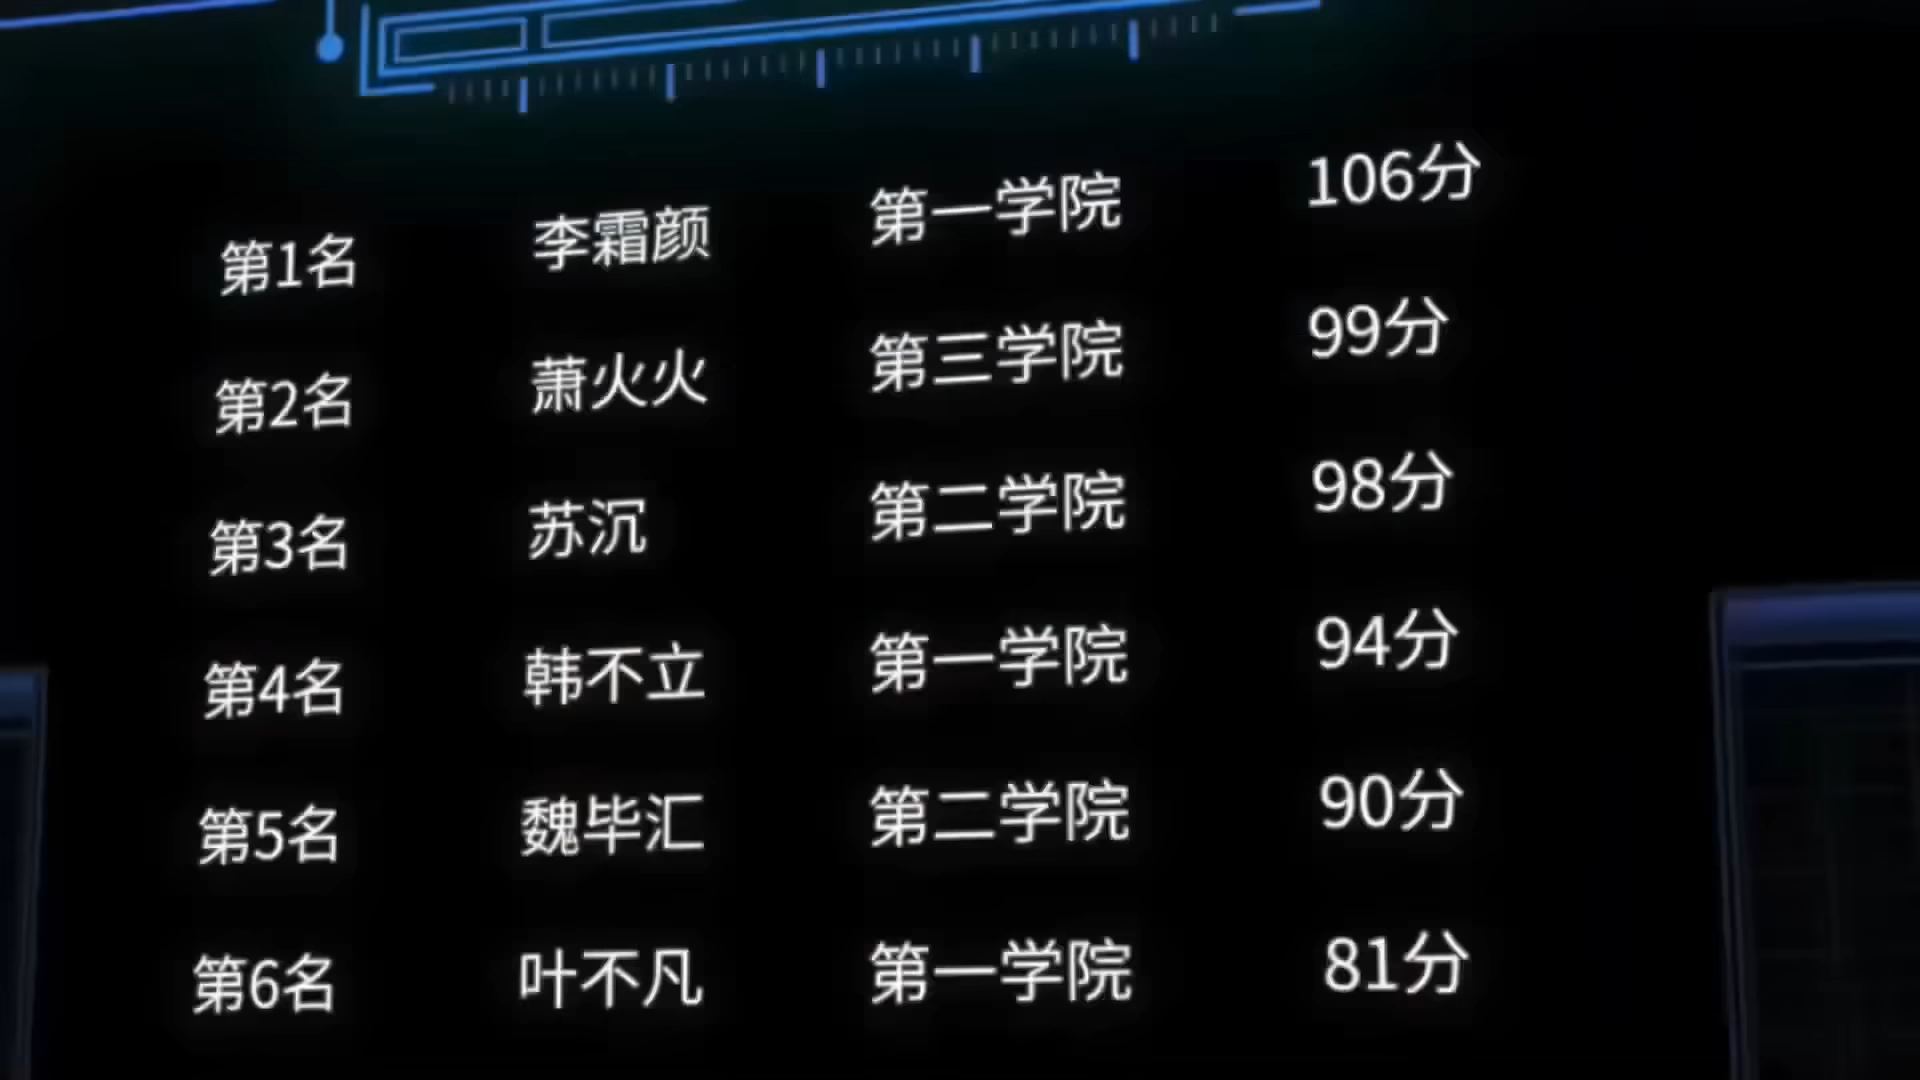 第1名 李霜颜 第一学院 106分
第2名 萧火火 第三学院 99分
第3名 苏沉 第二学院 98分
第4名 韩不立 第一学院 94分
第5名 魏毕汇 第二学院 90分
第6名 叶不凡 第一学院 81分